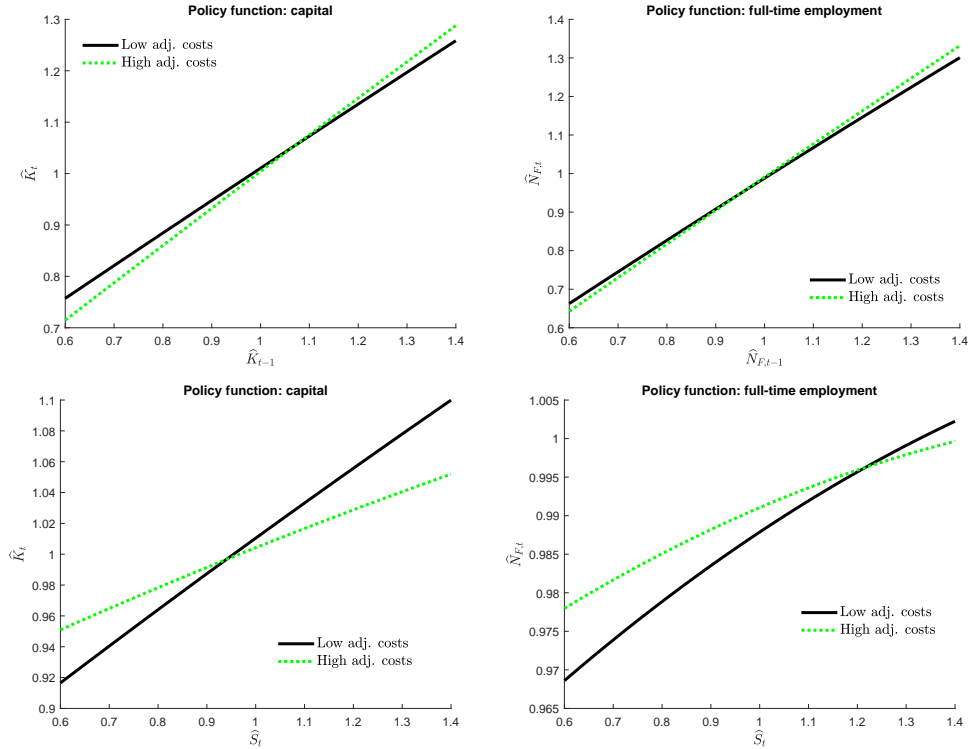 Policy function: capital
1.3
1.2
1.1
1
0.9
0.8
0.7
0.6 0.7 0.8 0.9 1 1.1 1.2 1.3 1.4
K̂ₜ
K̂ₜ₋₁
Low adj. costs
High adj. costs
Policy function: full-time employment
1.4
1.3
1.2
1.1
1
0.9
0.8
0.7
0.6
0.6 0.7 0.8 0.9 1 1.1 1.2 1.3 1.4
N̂_{F,t}
N̂_{F,t−1}
Low adj. costs
High adj. costs
Policy function: capital
1.1
1.08
1.06
1.04
1.02
1
0.98
0.96
0.94
0.92
0.9
0.6 0.7 0.8 0.9 1 1.1 1.2 1.3 1.4
K̂ₜ
Ŝₜ
Low adj. costs
High adj. costs
Policy function: full-time employment
1.005
1
0.995
0.99
0.985
0.98
0.975
0.97
0.965
0.6 0.7 0.8 0.9 1 1.1 1.2 1.3 1.4
N̂_{F,t}
Ŝₜ
Low adj. costs
High adj. costs